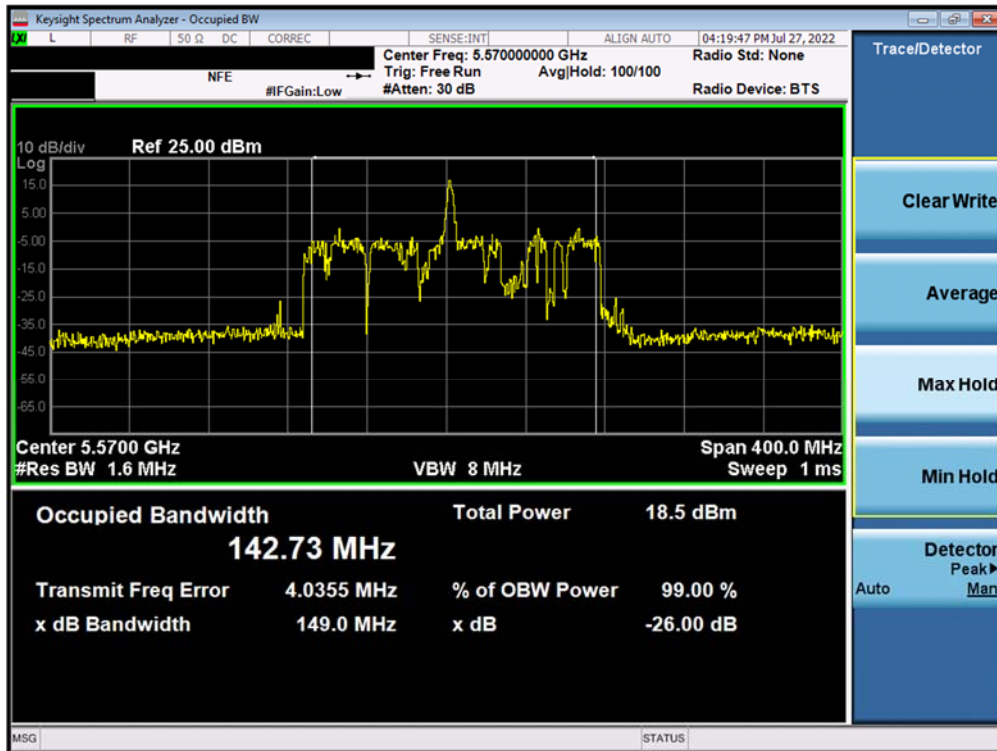 Keysight Spectrum Analyzer - Occupied BW
LXI L RF 50 Ω DC CORREC SENSE:INT ALIGN AUTO 04:19:47 PM Jul 27, 2022
Center Freq: 5.570000000 GHz Radio Std: None
NFE Trig: Free Run Avg|Hold: 100/100
#IFGain:Low #Atten: 30 dB Radio Device: BTS
Trace/Detector
10 dB/div Ref 25.00 dBm
Log
15.0
5.00
-5.00
-15.0
-25.0
-35.0
-45.0
-55.0
-65.0
Center 5.5700 GHz Span 400.0 MHz
#Res BW 1.6 MHz VBW 8 MHz Sweep 1 ms
Occupied Bandwidth Total Power 18.5 dBm
142.73 MHz
Transmit Freq Error 4.0355 MHz % of OBW Power 99.00 %
x dB Bandwidth 149.0 MHz x dB -26.00 dB
Clear Write
Average
Max Hold
Min Hold
Detector
Peak▶
Auto Man
MSG STATUS